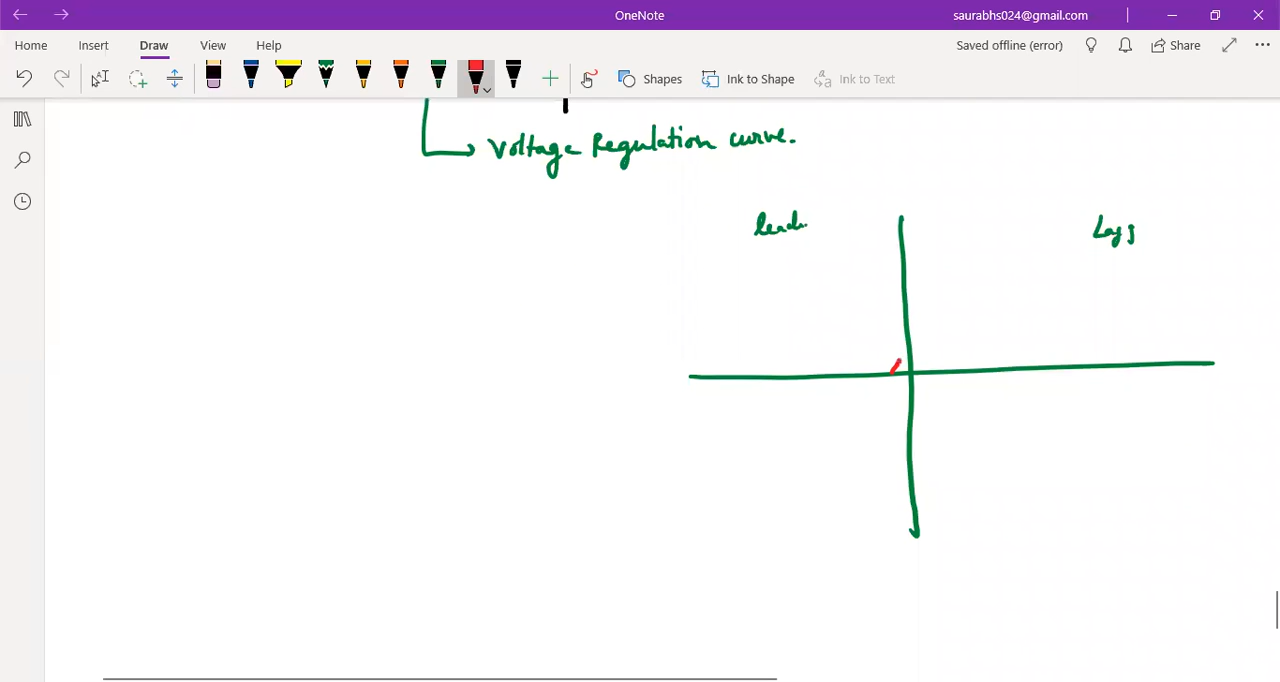 OneNote
saurabhs024@gmail.com
Home Insert Draw View Help
Saved offline (error) Share
Shapes Ink to Shape Ink to Text
Voltage Regulation curve.
lead.
Lags